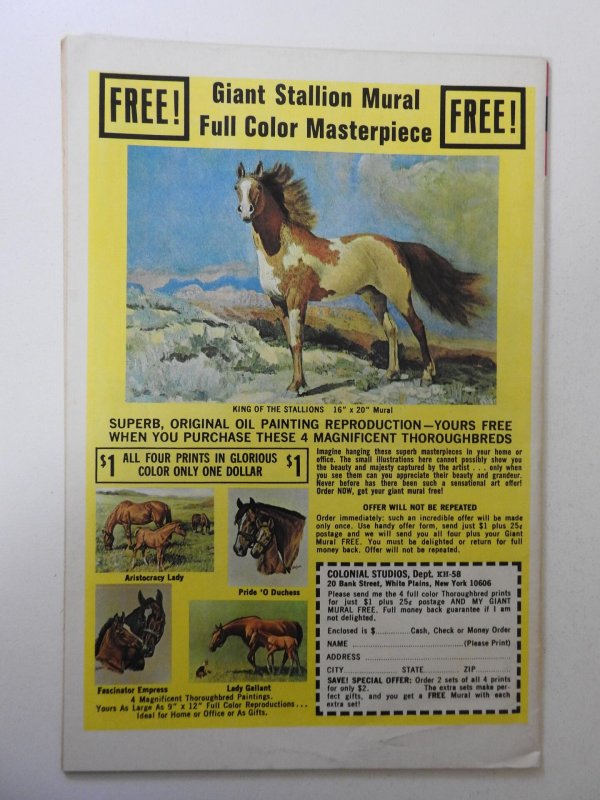 FREE!
Giant Stallion Mural
Full Color Masterpiece
FREE!
KING OF THE STALLIONS 16" x 20" Mural
SUPERB, ORIGINAL OIL PAINTING REPRODUCTION—YOURS FREE
WHEN YOU PURCHASE THESE 4 MAGNIFICENT THOROUGHBREDS
$1 ALL FOUR PRINTS IN GLORIOUS COLOR ONLY ONE DOLLAR $1
Aristocracy Lady
Pride 'O Duchess
Fascinator Empress
Lady Gallant
4 Magnificent Thoroughbred Paintings.
Yours As Large As 9" x 12" Full Color Reproductions...
Ideal for Home or Office or As Gifts.
Imagine hanging these superb masterpieces in your home or
office. The small illustrations here cannot possibly show you
the beauty and majesty captured by the artist . . . only when
you see them can you appreciate their beauty and grandeur.
Never before has there been such a sensational art offer!
Order NOW, get your giant mural free!
OFFER WILL NOT BE REPEATED
Order immediately: such an incredible offer will be made
only once. Use handy offer form, send just $1 plus 25¢
postage and we will send you all four plus your Giant
Mural FREE. You must be delighted or return for full
money back. Offer will not be repeated.
COLONIAL STUDIOS, Dept. XH-58
20 Bank Street, White Plains, New York 10606
Please send me the 4 full color Thoroughbred prints
for just $1 plus 25¢ postage AND MY GIANT
MURAL FREE. Full money back guarantee if I am
not delighted.
Enclosed is $............Cash, Check or Money Order
NAME (Please Print)
ADDRESS
CITY STATE ZIP
SAVE! SPECIAL OFFER: Order 2 sets of all 4 prints
for only $2. The extra sets make per-
fect gifts, and you get a FREE Mural with each
extra set!